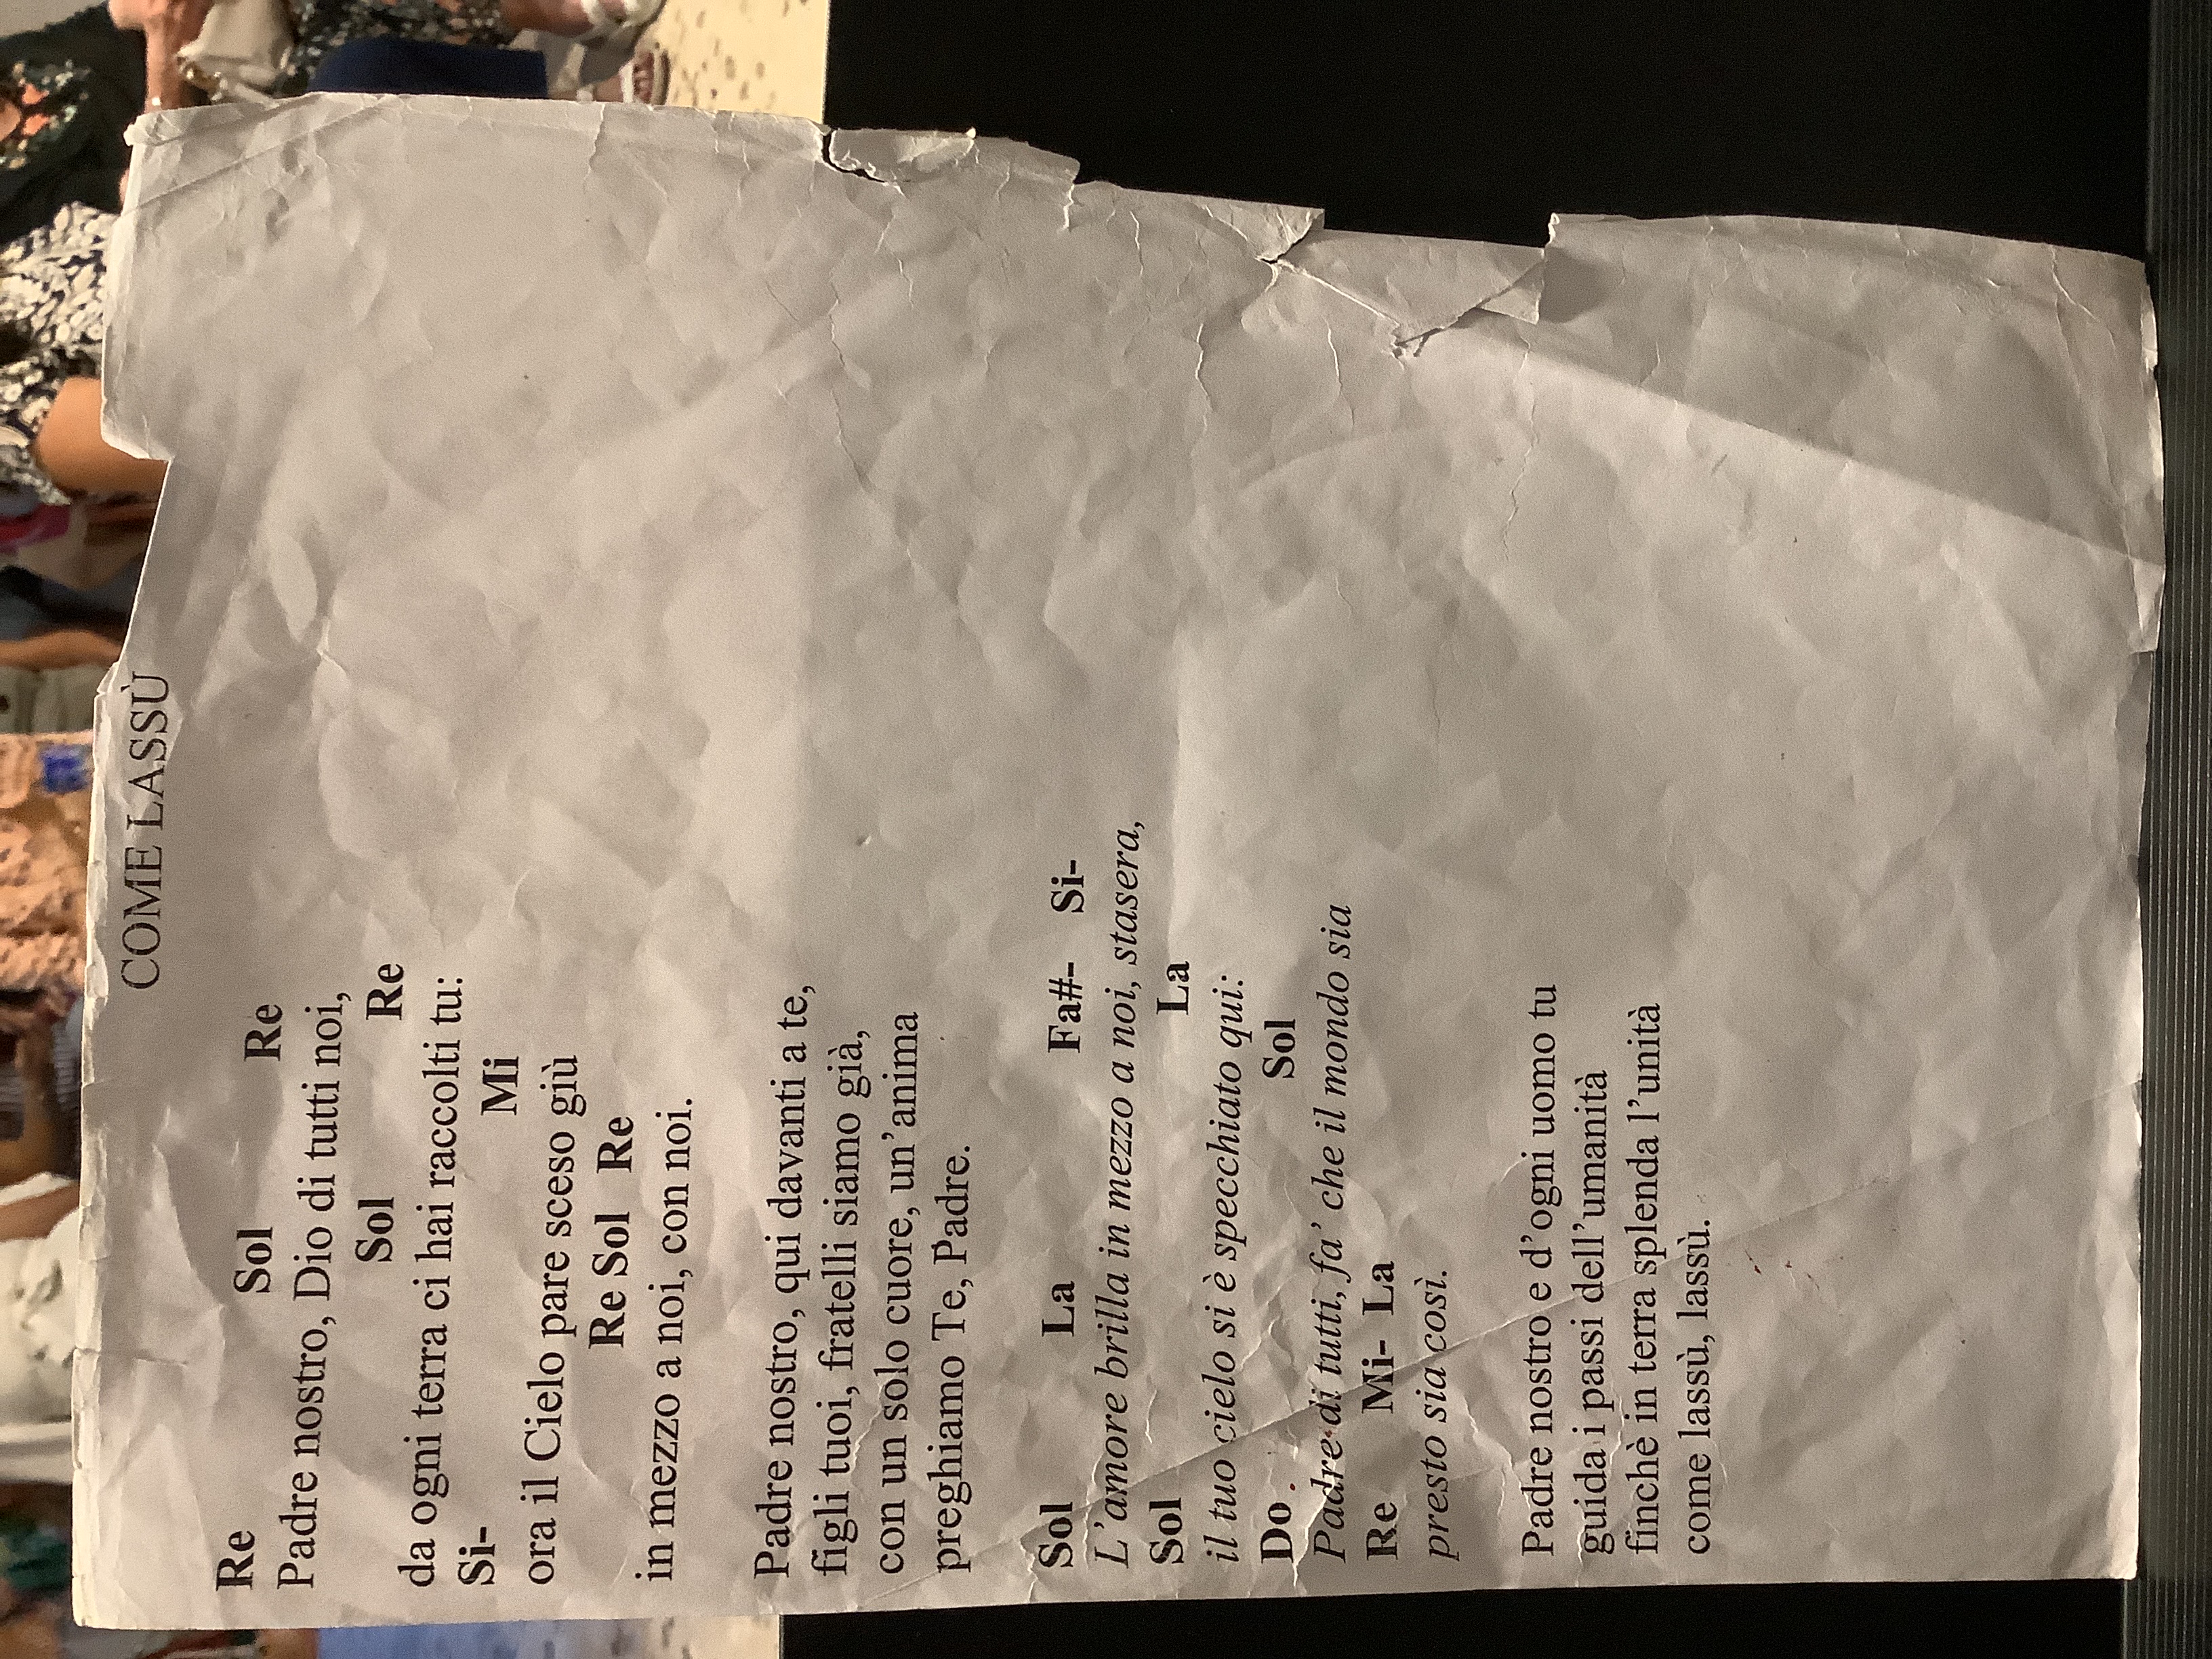 COME LASSÙ
Re Sol Re
Padre nostro, Dio di tutti noi,
Sol Re
da ogni terra ci hai raccolti tu:
Si- Mi
ora il Cielo pare sceso giù
Re Sol Re
in mezzo a noi, con noi.
Padre nostro, qui davanti a te,
figli tuoi, fratelli siamo già,
con un solo cuore, un’anima
preghiamo Te, Padre.
Sol La Fa#- Si-
L’amore brilla in mezzo a noi, stasera,
Sol La
il tuo cielo si è specchiato qui:
Do Sol
Padre di tutti, fa’ che il mondo sia
Re Mi- La
presto sia così.
Padre nostro e d’ogni uomo tu
guida i passi dell’umanità
finchè in terra splenda l’unità
come lassù, lassù.